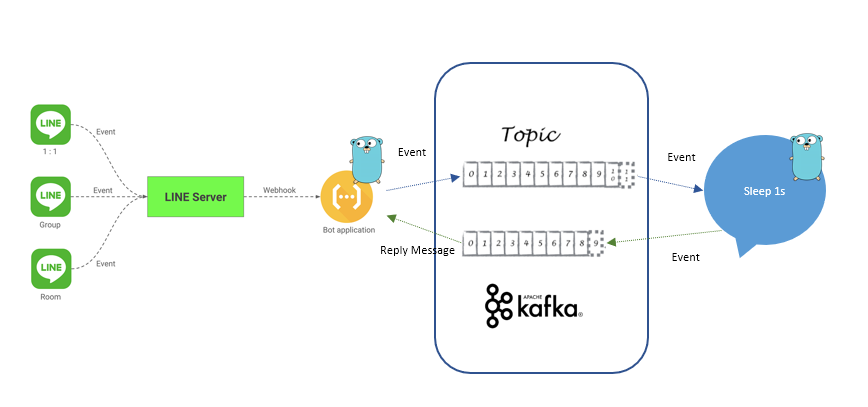 LINE
Event
1 : 1
LINE
Event
Group
LINE
Event
Room
LINE Server
Webhook
Bot application
Event
Reply Message
Topic
0 1 2 3 4 5 6 7 8 9 10 11
0 1 2 3 4 5 6 7 8 9
APACHE
kafka®
Event
Event
Sleep 1s